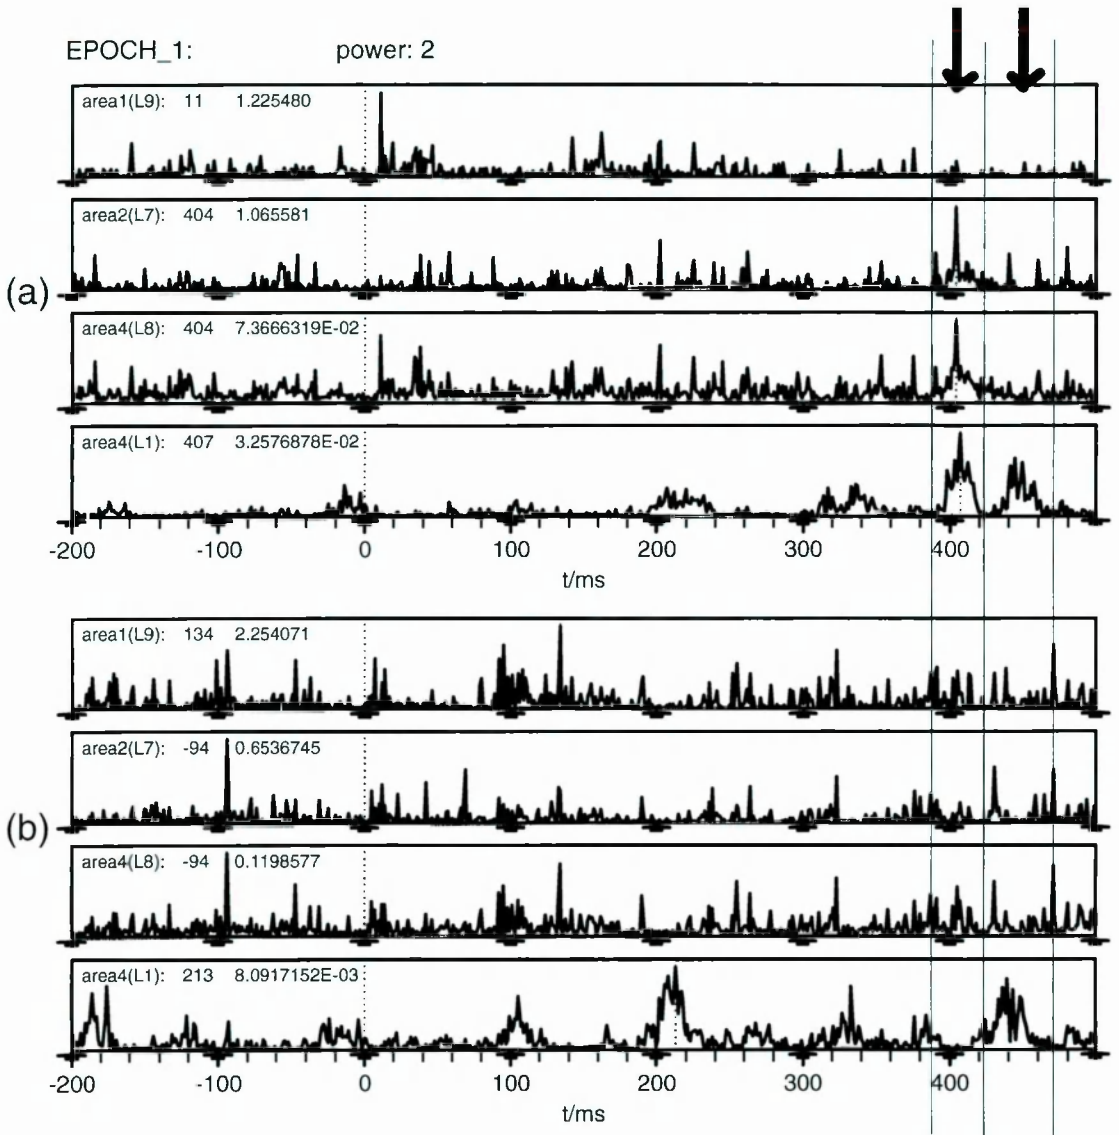 EPOCH_1: power: 2
area1(L9): 11 1.225480
area2(L7): 404 1.065581
(a)
area4(L8): 404 7.3666319E-02
area4(L1): 407 3.2576878E-02
-200 -100 0 100 200 300 400
t/ms
area1(L9): 134 2.254071
area2(L7): -94 0.6536745
(b)
area4(L8): -94 0.1198577
area4(L1): 213 8.0917152E-03
-200 -100 0 100 200 300 400
t/ms